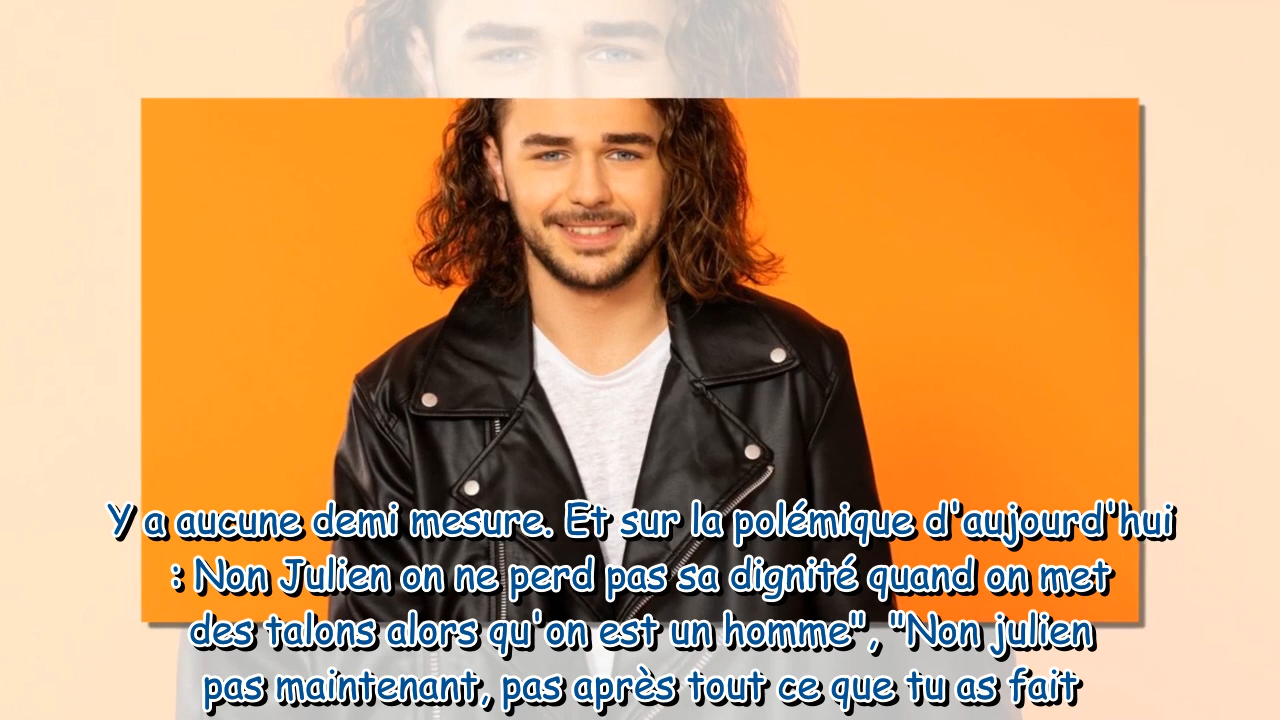 Y a aucune demi mesure. Et sur la polémique d'aujourd'hui
: Non Julien on ne perd pas sa dignité quand on met
des talons alors qu'on est un homme", "Non julien
pas maintenant, pas après tout ce que tu as fait